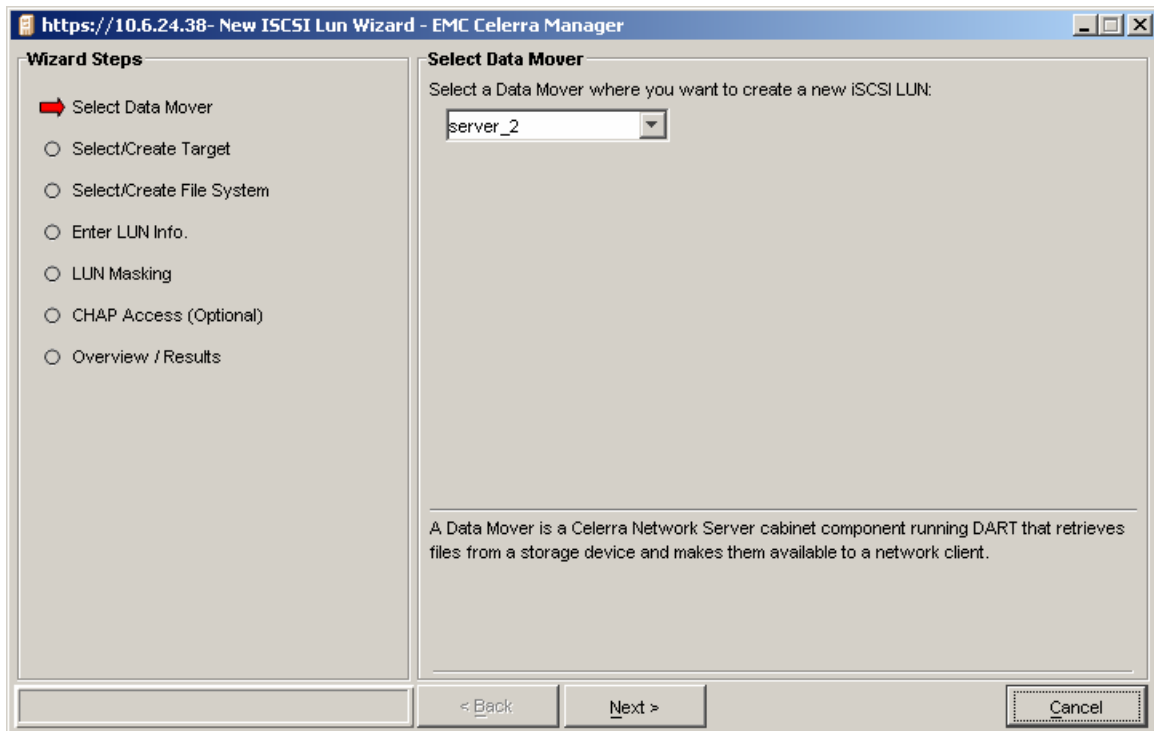 https://10.6.24.38- New ISCSI Lun Wizard - EMC Celerra Manager
Wizard Steps
Select Data Mover
Select/Create Target
Select/Create File System
Enter LUN Info.
LUN Masking
CHAP Access (Optional)
Overview / Results
Select Data Mover
Select a Data Mover where you want to create a new iSCSI LUN:
server_2
A Data Mover is a Celerra Network Server cabinet component running DART that retrieves
files from a storage device and makes them available to a network client.
< Back
Next >
Cancel